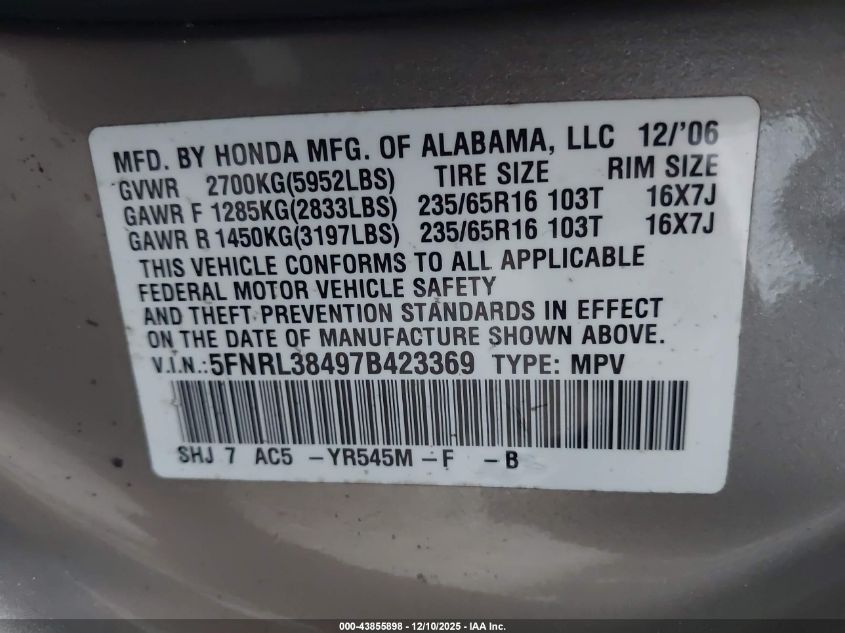 MFD. BY HONDA MFG. OF ALABAMA, LLC 12/'06
GVWR 2700KG(5952LBS) TIRE SIZE RIM SIZE
GAWR F 1285KG(2833LBS) 235/65R16 103T 16X7J
GAWR R 1450KG(3197LBS) 235/65R16 103T 16X7J
THIS VEHICLE CONFORMS TO ALL APPLICABLE
FEDERAL MOTOR VEHICLE SAFETY
AND THEFT PREVENTION STANDARDS IN EFFECT
ON THE DATE OF MANUFACTURE SHOWN ABOVE.
V.I.N.:5FNRL38497B423369 TYPE: MPV
SHJ 7 AC5 -YR545M -F -B
000-43855898 - 12/10/2025 - IAA Inc.